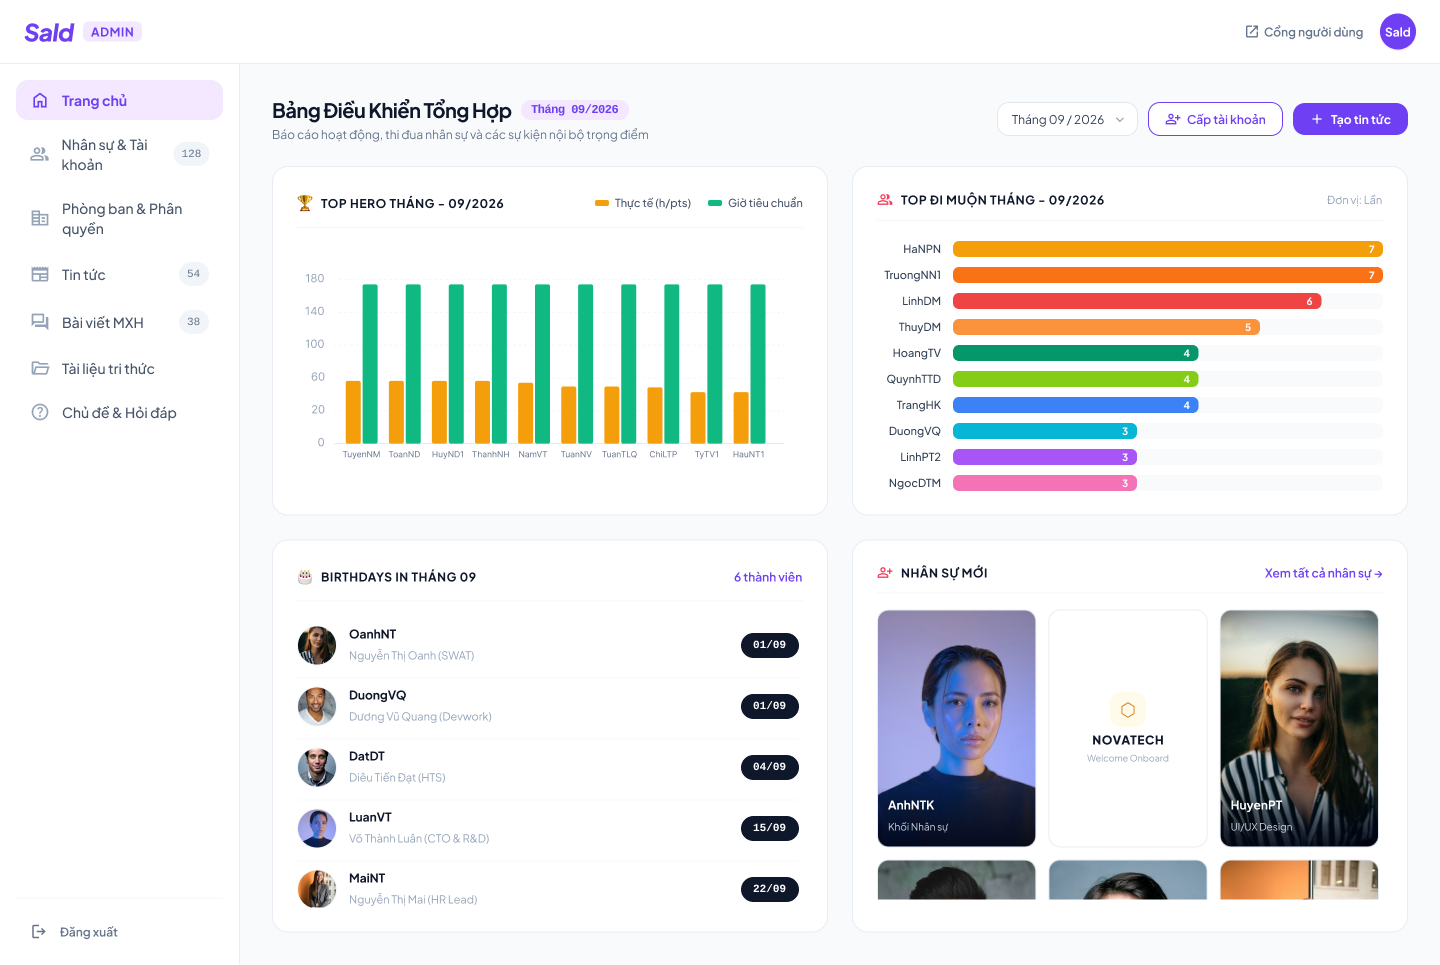 Sald ADMIN
Cổng người dùng
Sald
Trang chủ
Nhân sự & Tài
khoản
128
Phòng ban & Phân
quyền
Tin tức 54
Bài viết MXH 38
Tài liệu tri thức
Chủ đề & Hỏi đáp
Đăng xuất
Bảng Điều Khiển Tổng Hợp Tháng 09/2026
Báo cáo hoạt động, thi đua nhân sự và các sự kiện nội bộ trọng điểm
Tháng 09 / 2026
Cấp tài khoản
Tạo tin tức
TOP HERO THÁNG - 09/2026
Thực tế (h/pts) Giờ tiêu chuẩn
180
140
100
60
20
0
TuyenNM ToanND HuyND1 ThanhNH NamVT TuanNV TuanTLQ ChiLTP TyTV1 HauNT1
TOP ĐI MUỘN THÁNG - 09/2026
Đơn vị: Lần
HaNPN 7
TruongNN1 7
LinhDM 6
ThuyDM 5
HoangTV 4
QuynhTTD 4
TrangHK 4
DuongVQ 3
LinhPT2 3
NgocDTM 3
BIRTHDAYS IN THÁNG 09
6 thành viên
OanhNT
Nguyễn Thị Oanh (SWAT)
01/09
DuongVQ
Dương Vũ Quang (Devwork)
01/09
DatDT
Diêu Tiến Đạt (HTS)
04/09
LuanVT
Võ Thành Luân (CTO & R&D)
15/09
MaiNT
Nguyễn Thị Mai (HR Lead)
22/09
NHÂN SỰ MỚI
Xem tất cả nhân sự →
AnhNTK
Khối Nhân sự
NOVATECH
Welcome Onboard
HuyenPT
UI/UX Design